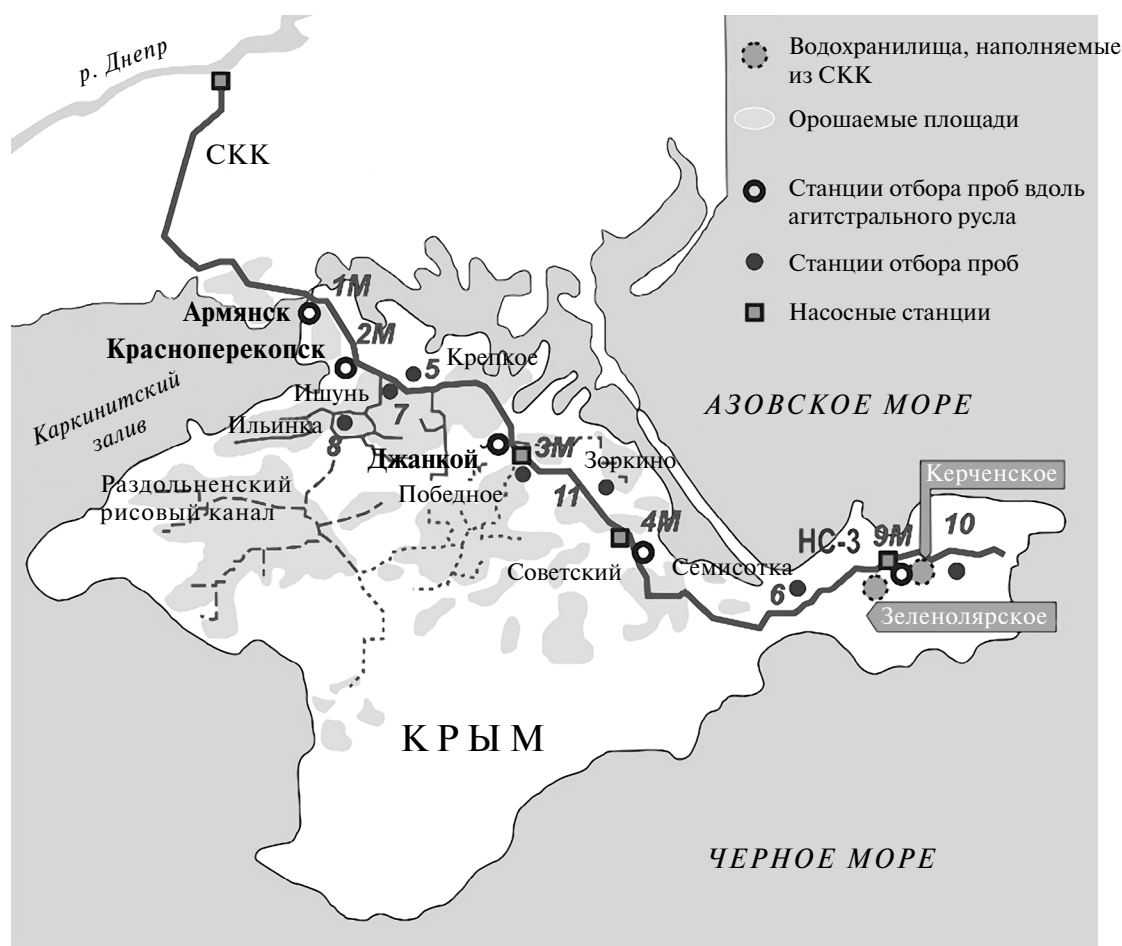 р. Днепр
СКК
Водохранилища, наполняемые
из СКК
Орошаемые площади
Станции отбора проб вдоль
агитстрального русла
Станции отбора проб
Насосные станции
1М
Армянск
2М
Красноперекопск
5
Крепкое
Каркинитский
залив
Ишунь
7
Ильинка
8
АЗОВСКОЕ МОРЕ
Джанкой
3М
Зоркино
Раздольненский
рисовый канал
Победное
11
4М
Керченское
НС-3
9М
10
Советский
Семисотка
6
Зеленолярское
КРЫМ
ЧЕРНОЕ МОРЕ